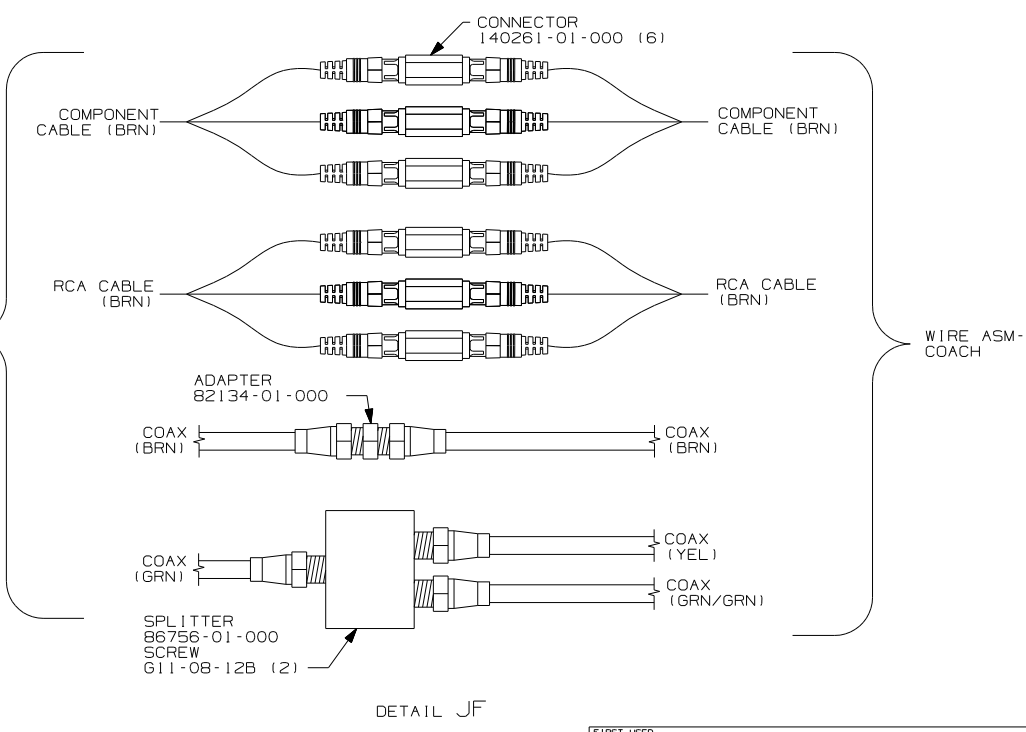 CONNECTOR
140261-01-000 (6)
COMPONENT
CABLE (BRN)
COMPONENT
CABLE (BRN)
RCA CABLE
(BRN)
RCA CABLE
(BRN)
WIRE ASM-
COACH
ADAPTER
82134-01-000
COAX
(BRN)
COAX
(BRN)
COAX
(GRN)
COAX
(YEL)
COAX
(GRN/GRN)
SPLITTER
86756-01-000
SCREW
G11-08-12B (2)
DETAIL JF
FIRST USED